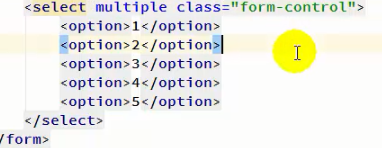 <select multiple class="form-control">
<option>1</option>
<option>2</option>
<option>3</option>
<option>4</option>
<option>5</option>
</select>
/form>